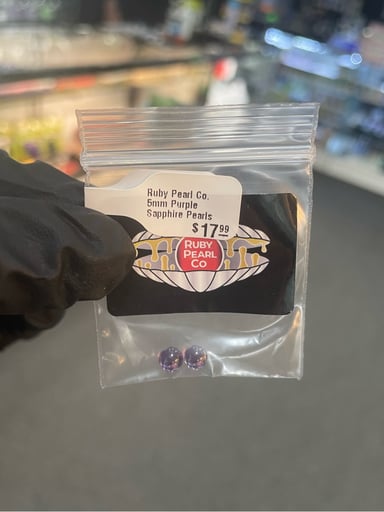 Ruby Pearl Co.
5mm Purple
Sapphire Pearls
$17.99
RUBY
PEARL
CO